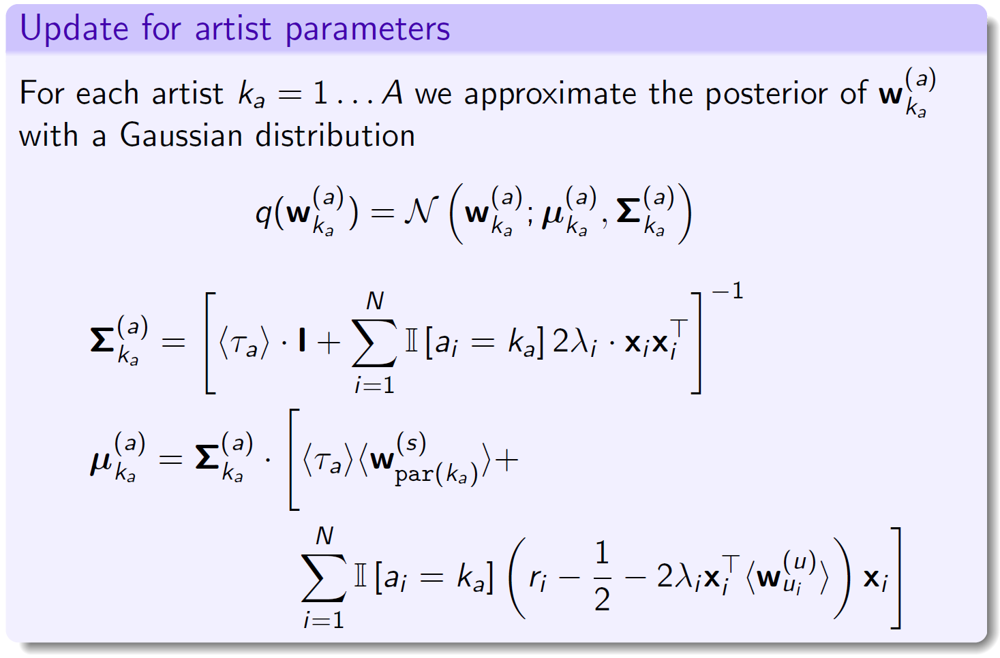 Update for artist parameters
For each artist $k_a = 1 \ldots A$ we approximate the posterior of $\mathbf{w}_{k_a}^{(a)}$
with a Gaussian distribution
$q(\mathbf{w}_{k_a}^{(a)}) = \mathcal{N}\left(\mathbf{w}_{k_a}^{(a)}; \boldsymbol{\mu}_{k_a}^{(a)}, \boldsymbol{\Sigma}_{k_a}^{(a)}\right)$
$\boldsymbol{\Sigma}_{k_a}^{(a)} = \left[\langle\tau_a\rangle \cdot \mathbf{I} + \sum_{i=1}^{N} \mathbb{I}[a_i = k_a] 2\lambda_i \cdot \mathbf{x}_i \mathbf{x}_i^\top\right]^{-1}$
$\boldsymbol{\mu}_{k_a}^{(a)} = \boldsymbol{\Sigma}_{k_a}^{(a)} \cdot \left[\langle\tau_a\rangle\langle\mathbf{w}_{\mathtt{par}(k_a)}^{(s)}\rangle + \right.$
$\left.\sum_{i=1}^{N} \mathbb{I}[a_i = k_a] \left(r_i - \frac{1}{2} - 2\lambda_i \mathbf{x}_i^\top \langle\mathbf{w}_{u_i}^{(u)}\rangle\right) \mathbf{x}_i\right]$